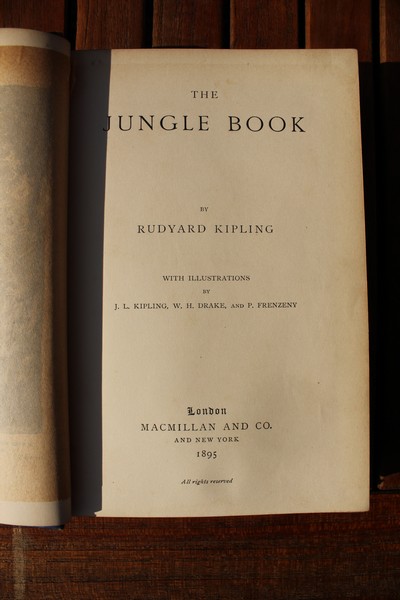 THE
JUNGLE BOOK
BY
RUDYARD KIPLING
WITH ILLUSTRATIONS
BY
J. L. KIPLING, W. H. DRAKE, AND P. FRENZENY
London
MACMILLAN AND CO.
AND NEW YORK
1895
All rights reserved